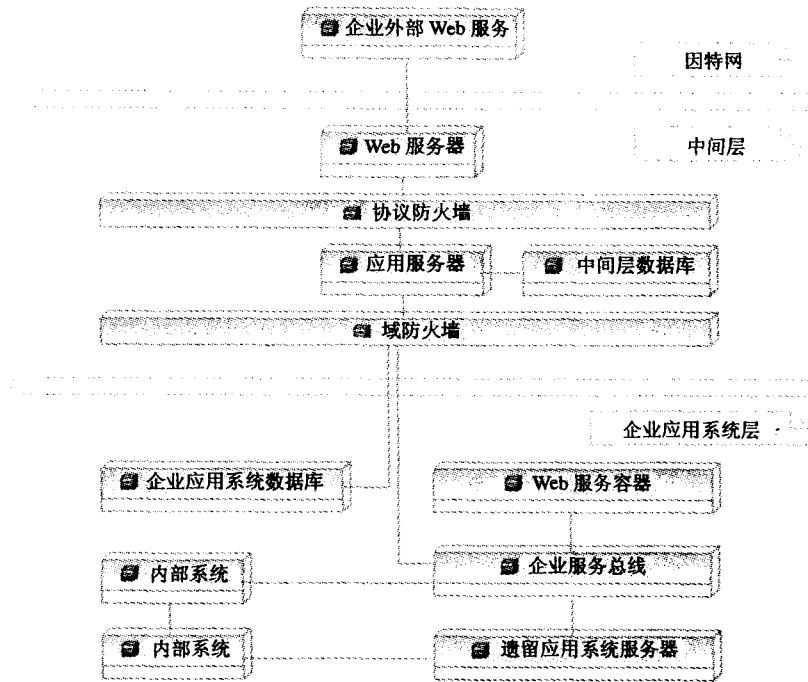 企业外部 Web 服务
因特网
Web 服务器
中间层
协议防火墙
应用服务器
中间层数据库
域防火墙
企业应用系统层
企业应用系统数据库
Web 服务容器
内部系统
企业服务总线
内部系统
遗留应用系统服务器